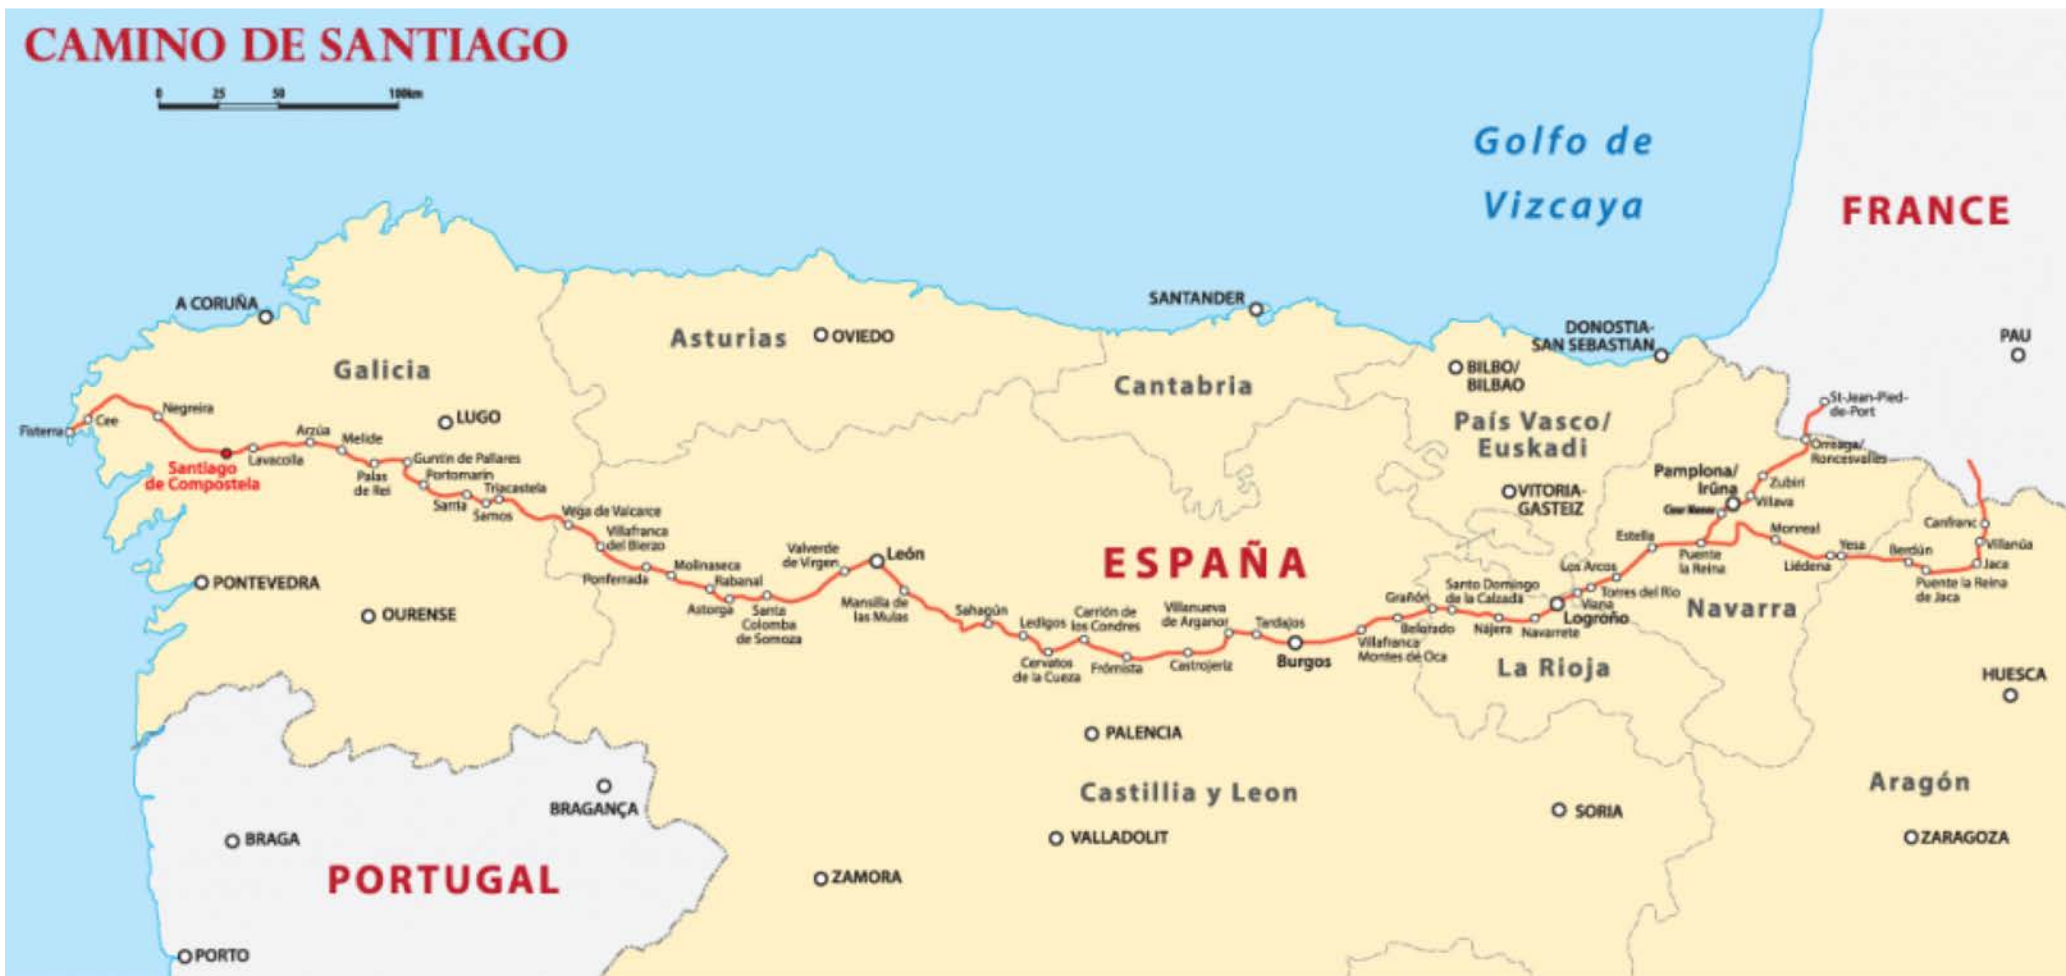 CAMINO DE SANTIAGO
0 25 50 100km
Golfo de
Vizcaya
FRANCE
PAU
SANTANDER
DONOSTIA-
SAN SEBASTIAN
A CORUÑA
Asturias
OVIEDO
Galicia
Cantabria
BILBO/
BILBAO
País Vasco/
Euskadi
VITORIA-
GASTEIZ
LUGO
Fisterra
Cee
Negreira
Santiago
de Compostela
Lavacolla
Arzúa
Melide
Palas
de Rei
Guntin de Pallares
Portomarin
Sarria
Samos
Triacastela
Vega de Valcarce
Villafranca
del Bierzo
Ponferrada
Molinaseca
Rabanal
Astorga
Santa
Colomba
de Somoza
Valverde
de Virgen
León
Mansilla de
las Mulas
Sahagún
Ledigos
Cervatos
de la Cueza
Carrión de
los Condres
Frómista
Castrojeriz
Villanueva
de Arganor
Tardajos
Burgos
Villafranca
Montes de Oca
Belorado
Grañón
Santo Domingo
de la Calzada
Nájera
Navarrete
Logroño
Viana
Torres del Río
Los Arcos
Estella
Puente
la Reina
Pamplona/
Irũna
Villava
Zubiri
Orreaga/
Roncesvalles
St-Jean-Pied-
de-Port
Monreal
Liédena
Yesa
Berdún
Puente la Reina
de Jaca
Jaca
Villanúa
Canfranc
ESPAÑA
Navarra
La Rioja
PONTEVEDRA
OURENSE
HUESCA
PALENCIA
Castillia y Leon
SORIA
Aragón
VALLADOLIT
ZARAGOZA
ZAMORA
BRAGANÇA
BRAGA
PORTUGAL
PORTO